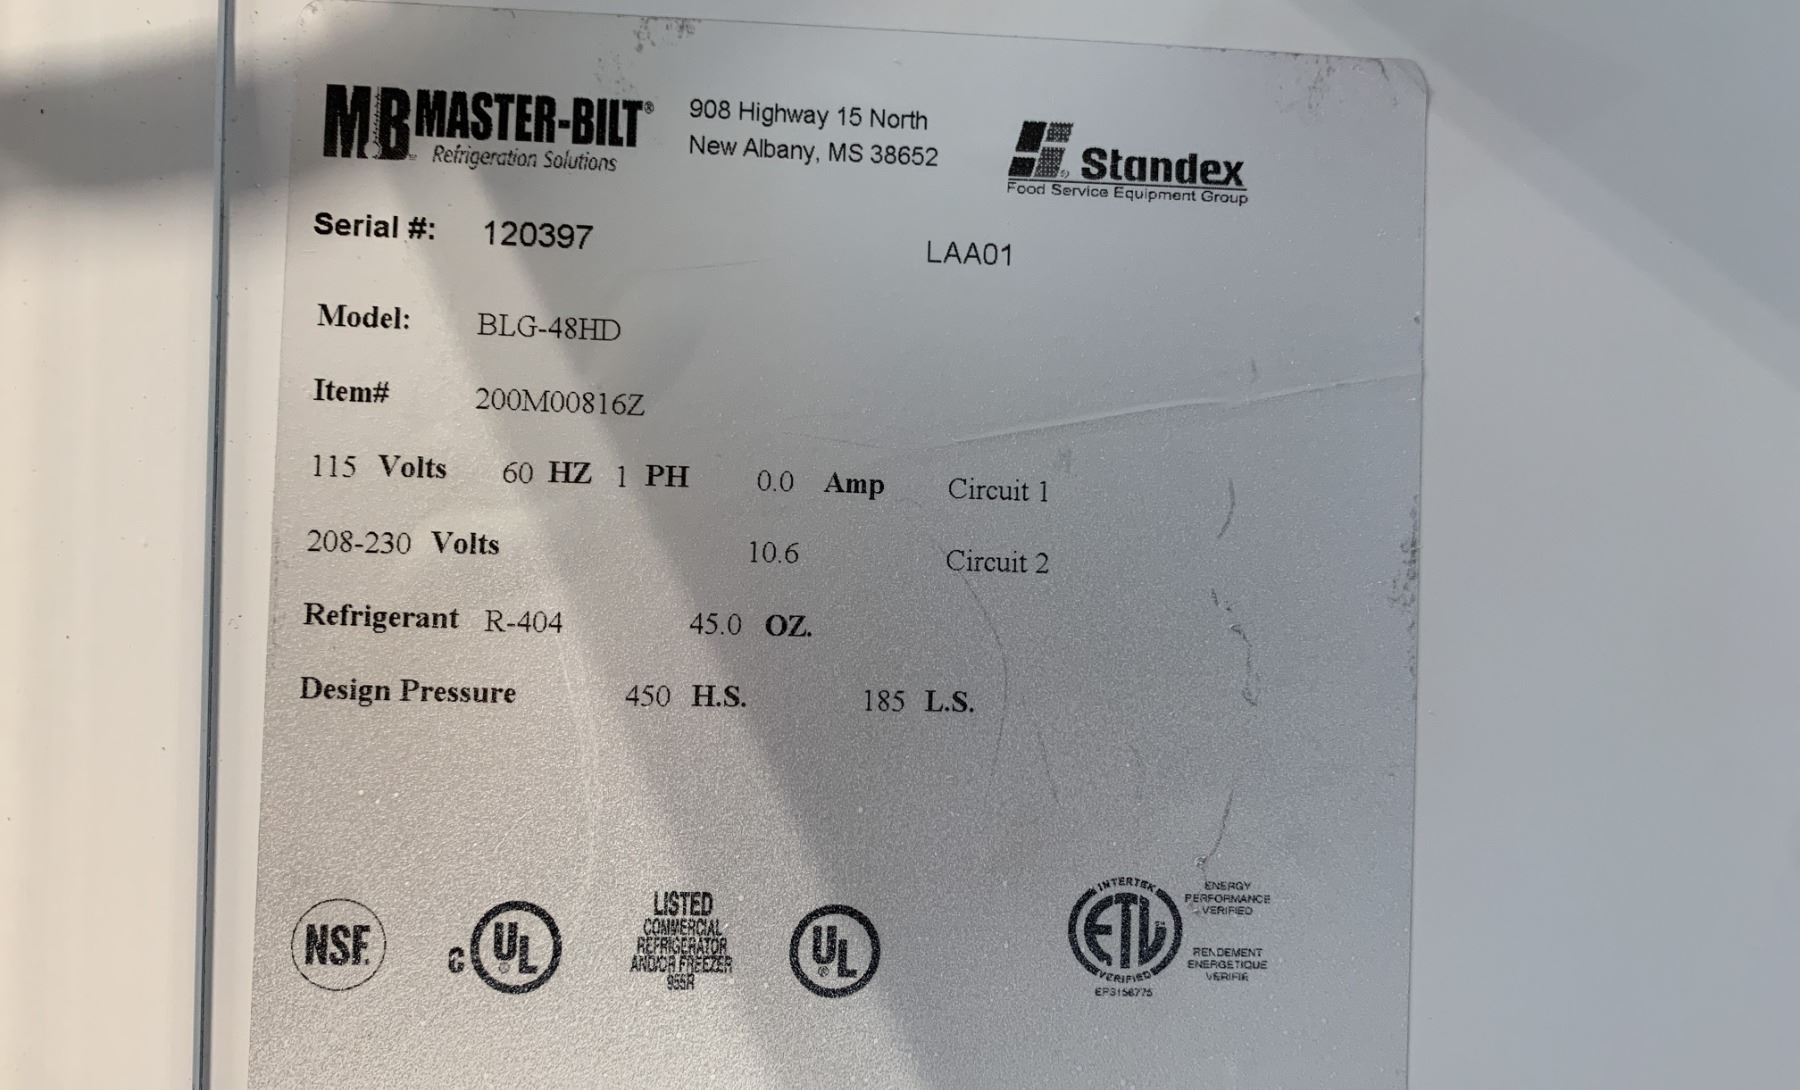 MB MASTER-BILT®
Refrigeration Solutions
908 Highway 15 North
New Albany, MS 38652
Standex
Food Service Equipment Group
Serial #: 120397
LAA01
Model: BLG-48HD
Item# 200M00816Z
115 Volts 60 HZ 1 PH 0.0 Amp Circuit 1
208-230 Volts 10.6 Circuit 2
Refrigerant R-404 45.0 OZ.
Design Pressure 450 H.S. 185 L.S.
NSF.
C UL ®
LISTED
COMMERCIAL
REFRIGERATOR
AND/OR FREEZER
955R
UL ®
INTERTEK
ETL
VERIFIED
EPS156775
ENERGY
PERFORMANCE
VERIFIED
RENDEMENT
ENERGETIQUE
VERIFIE